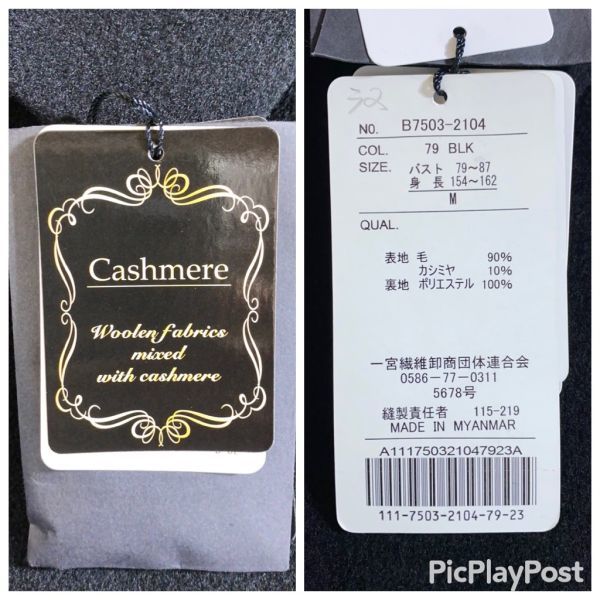 Cashmere
Woolen fabrics
mixed
with cashmere
NO. B7503-2104
COL. 79 BLK
SIZE. バスト 79~87
身 長 154~162
M
QUAL.
表地 毛 90%
カシミヤ 10%
裏地 ポリエステル 100%
一宮繊維卸商団体連合会
0586-77-0311
5678号
縫製責任者 115-219
MADE IN MYANMAR
A111750321047923A
111-7503-2104-79-23
PicPlayPost